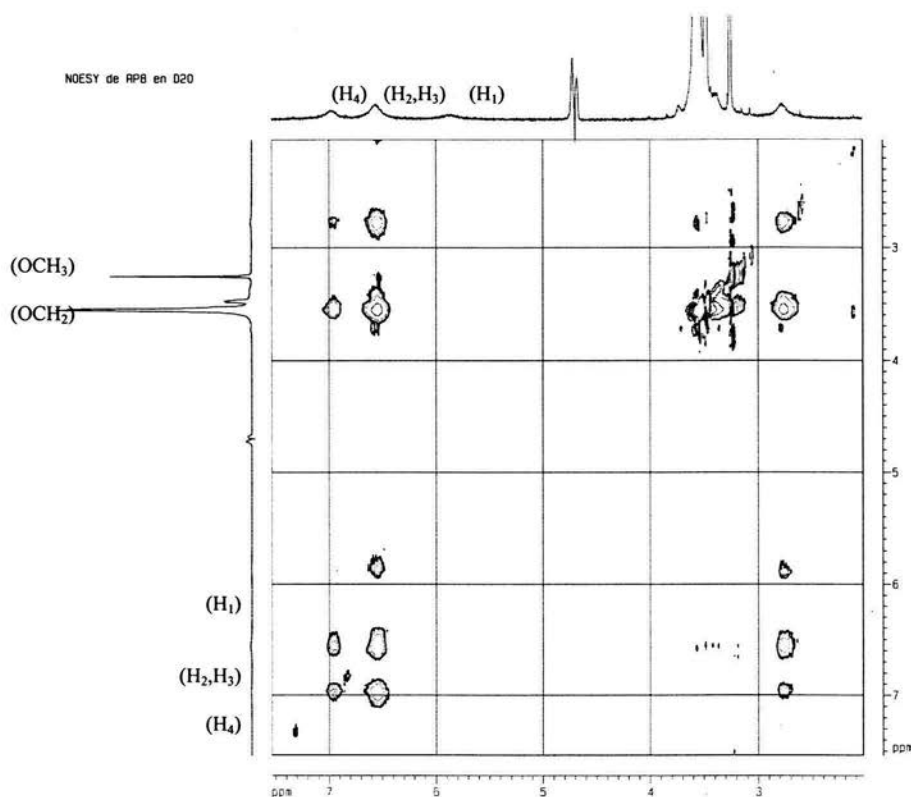 NOESY de RP8 en D2O
(H4) (H2,H3) (H1)
(OCH3)
(OCH2)
(H1)
(H2,H3)
(H4)
3
4
5
6
7
ppm
ppm 7 6 5 4 3